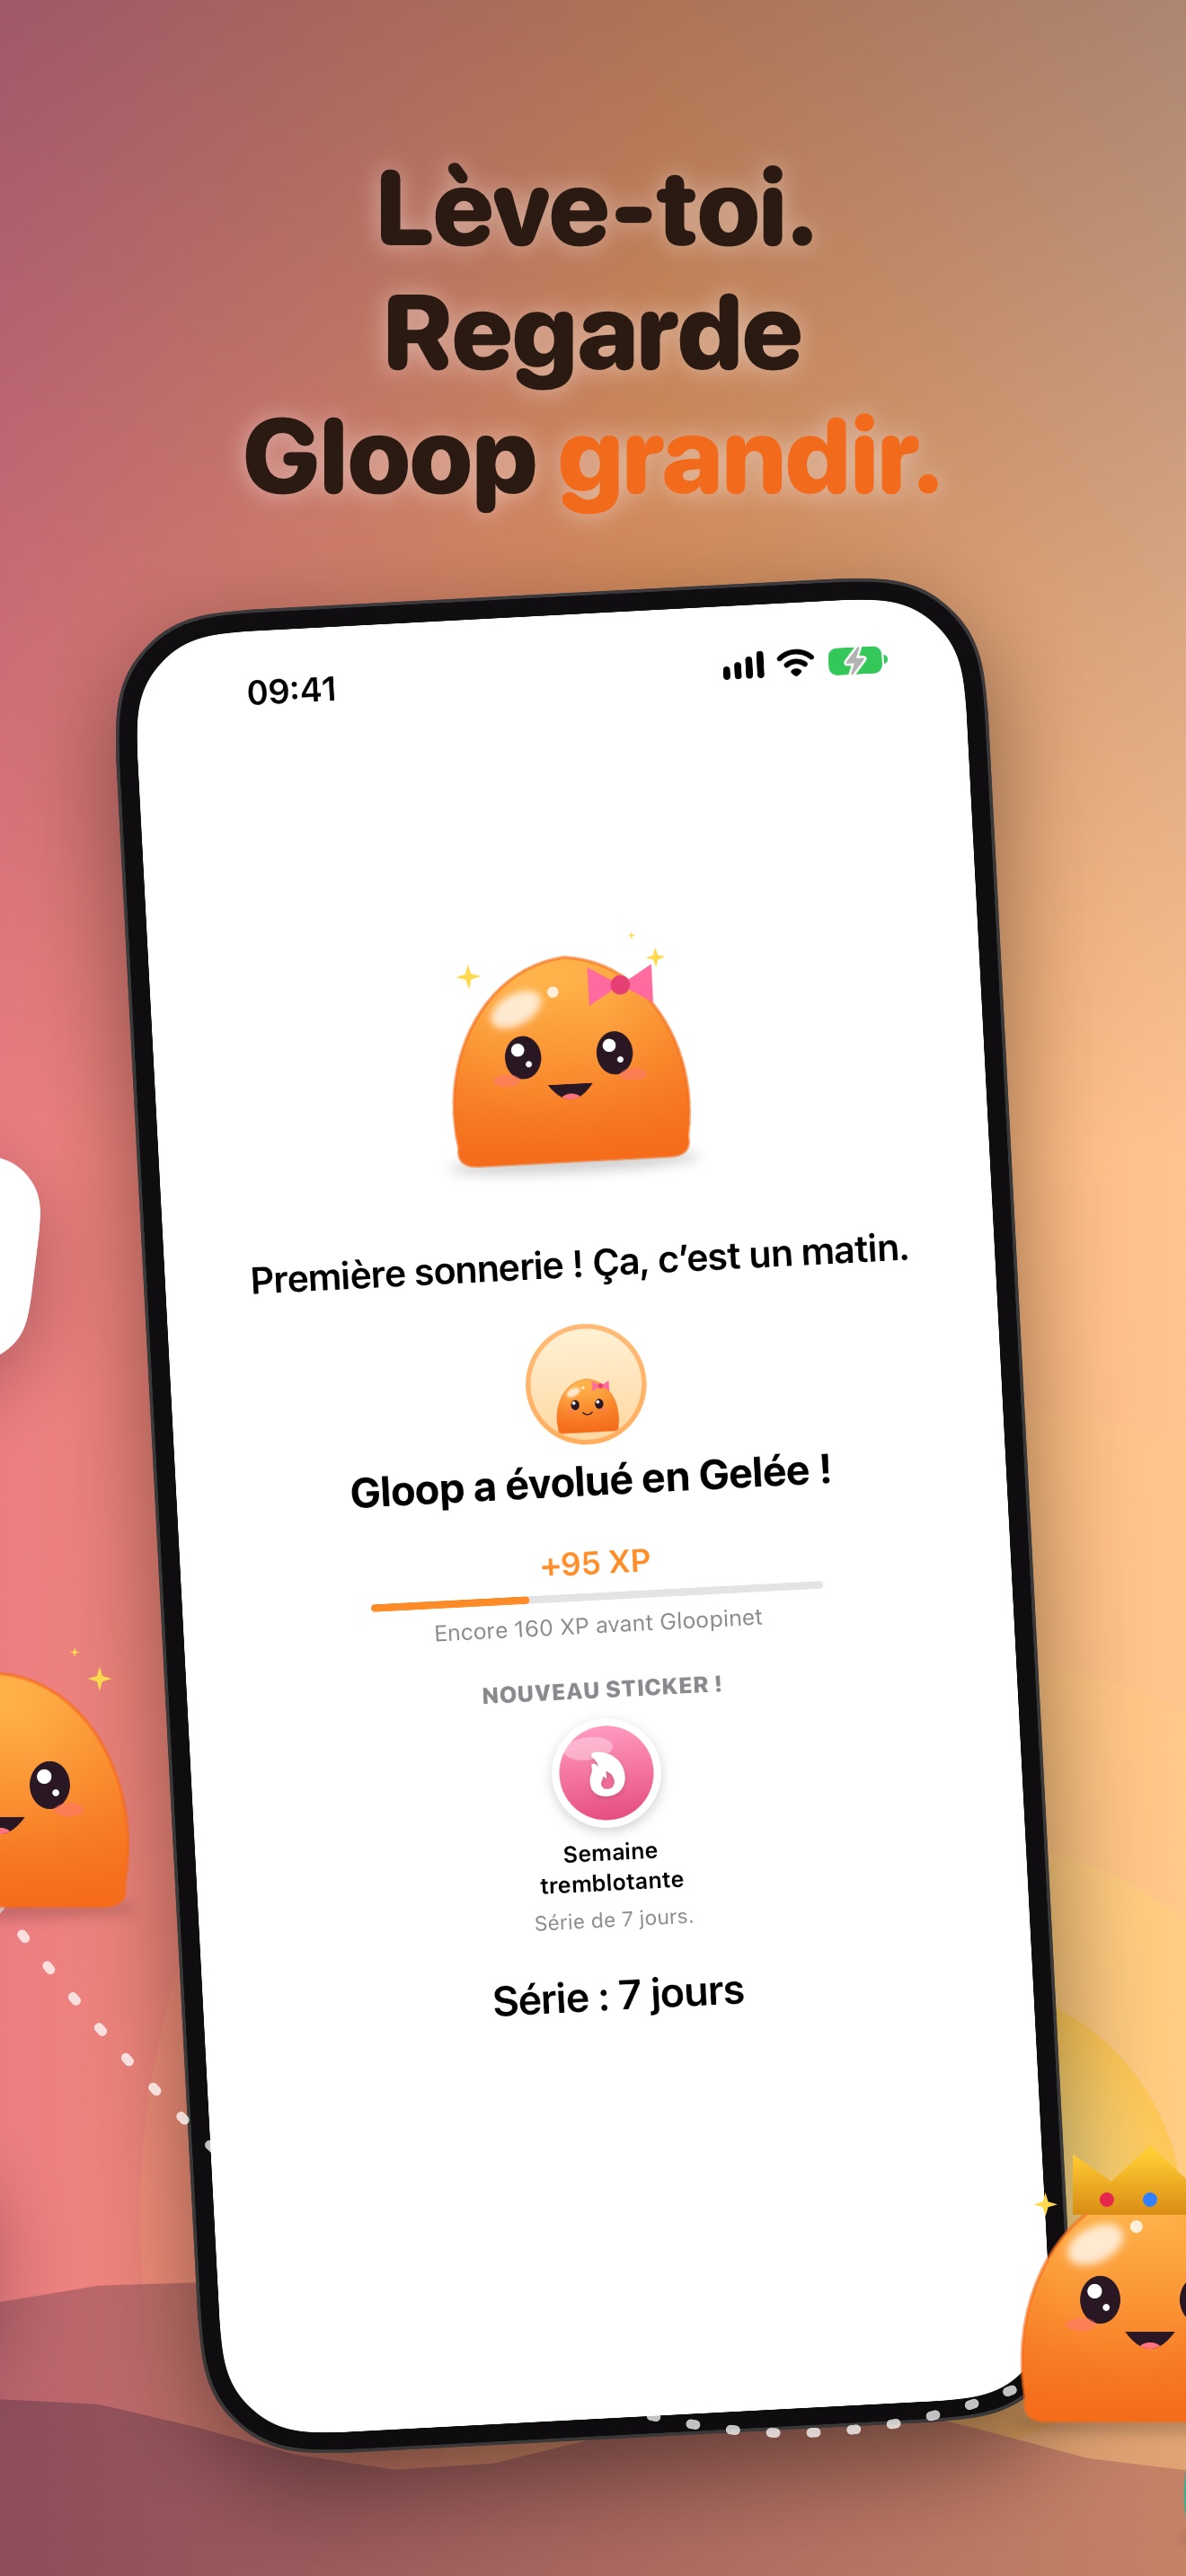 Lève-toi.
Regarde
Gloop grandir.
09:41
Première sonnerie ! Ça, c’est un matin.
Gloop a évolué en Gelée !
+95 XP
Encore 160 XP avant Gloopinet
NOUVEAU STICKER !
Semaine
tremblotante
Série de 7 jours.
Série : 7 jours